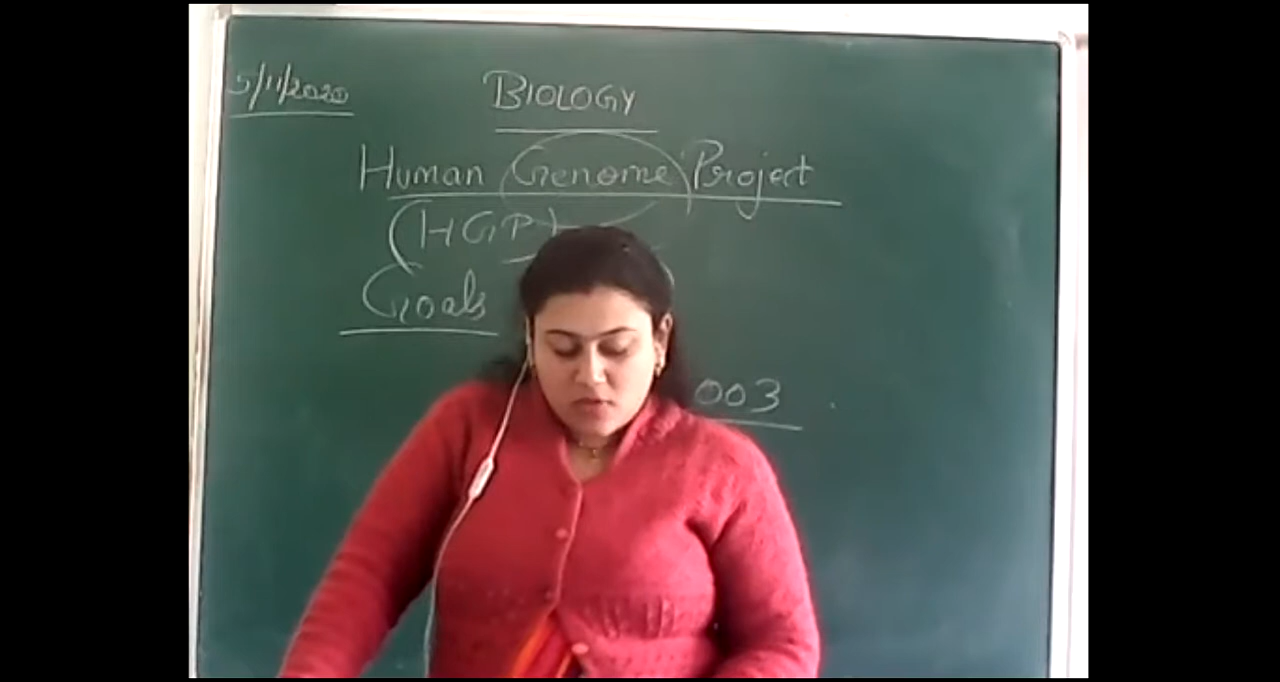 5/11/2020
BIOLOGY
Human Genome Project
(HGP)
Goals
003